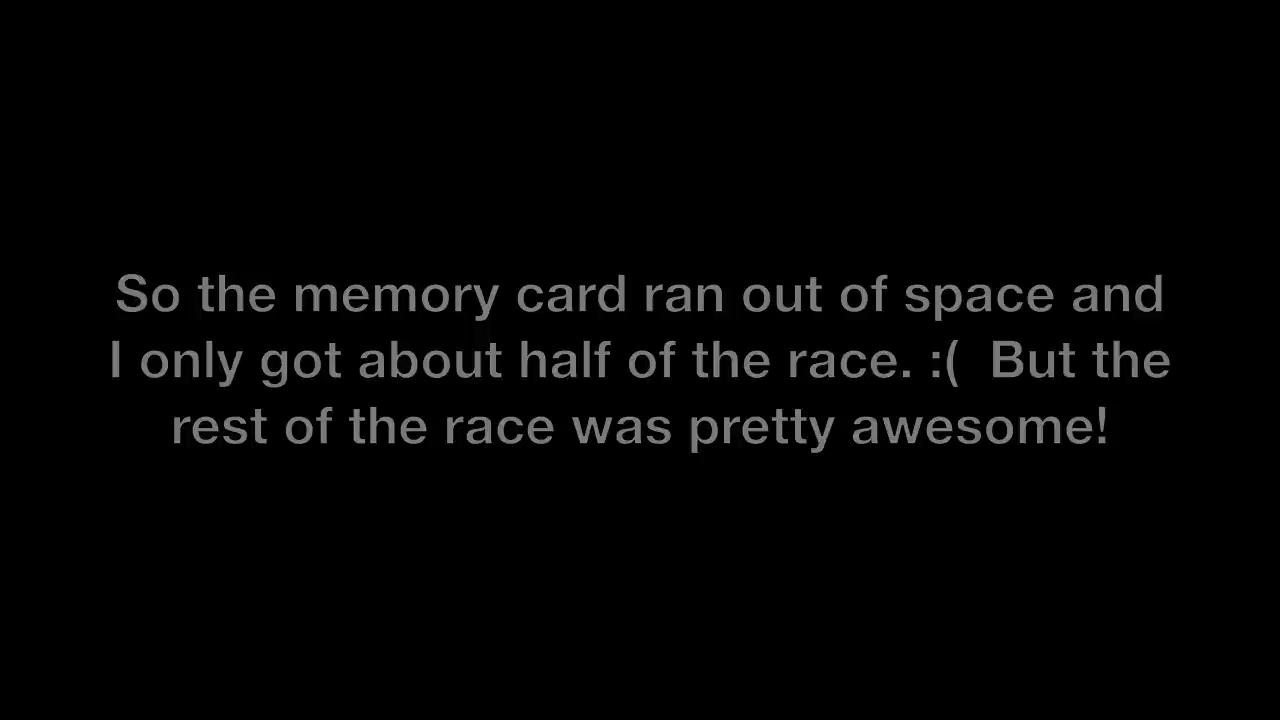 So the memory card ran out of space and
I only got about half of the race. :(  But the
rest of the race was pretty awesome!